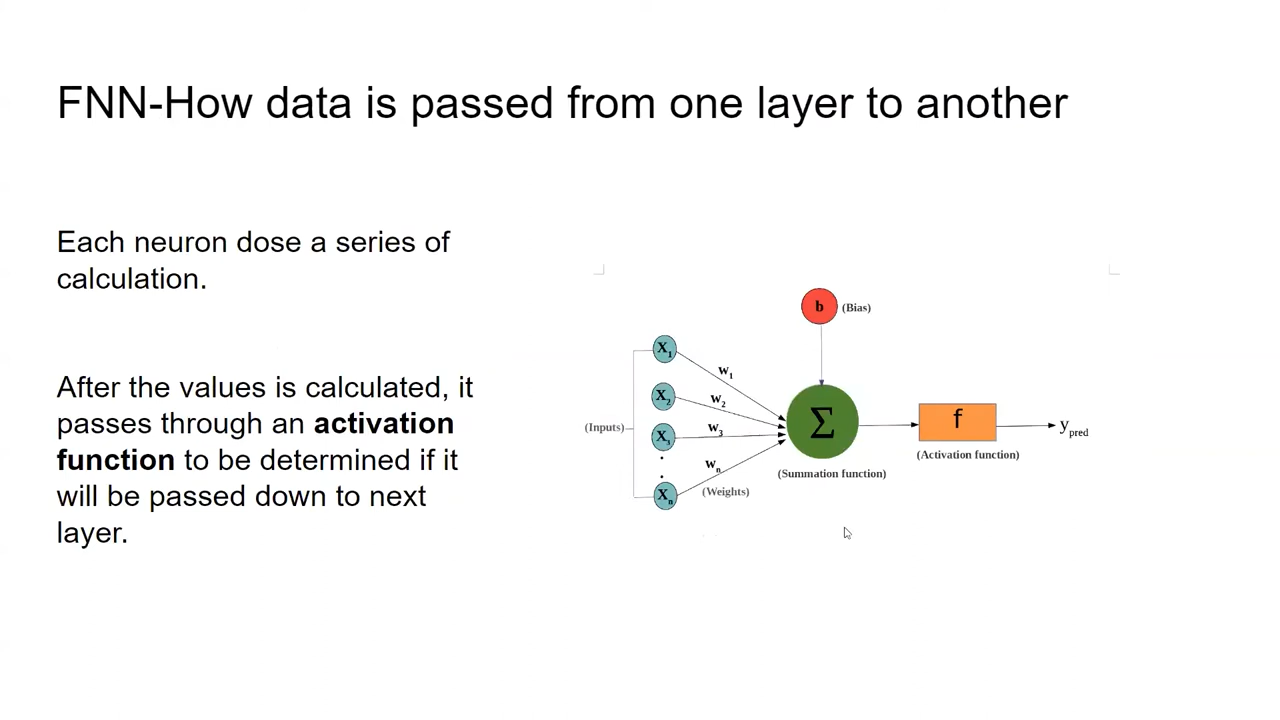 FNN-How data is passed from one layer to another
Each neuron dose a series of
calculation.
After the values is calculated, it
passes through an activation
function to be determined if it
will be passed down to next
layer.
b (Bias)
X1
w1
X2
w2
(Inputs)
X3
w3
Σ
f
ypred
(Activation function)
wn
(Summation function)
Xn
(Weights)